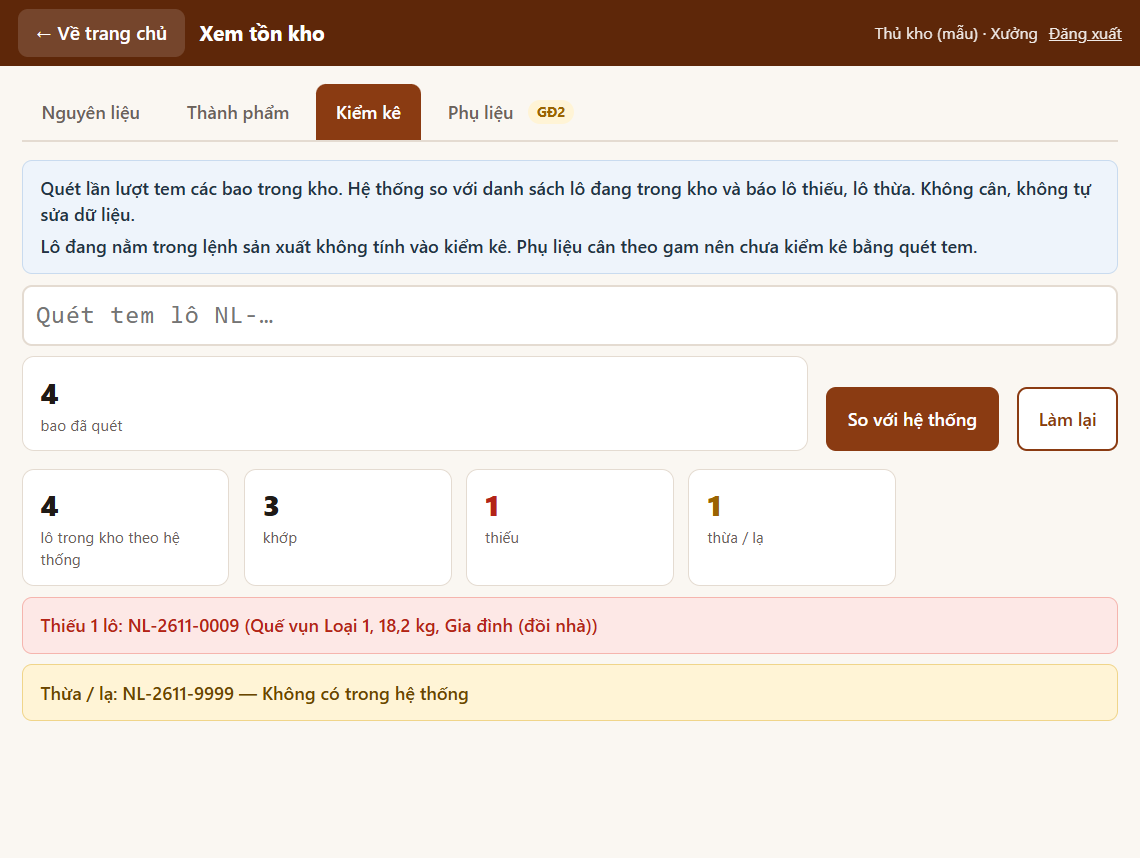 ← Về trang chủ
Xem tồn kho
Thủ kho (mẫu) · Xưởng Đăng xuất
Nguyên liệu
Thành phẩm
Kiểm kê
Phụ liệu GĐ2
Quét lần lượt tem các bao trong kho. Hệ thống so với danh sách lô đang trong kho và báo lô thiếu, lô thừa. Không cân, không tự
sửa dữ liệu.
Lô đang nằm trong lệnh sản xuất không tính vào kiểm kê. Phụ liệu cân theo gam nên chưa kiểm kê bằng quét tem.
Quét tem lô NL-…
4
bao đã quét
So với hệ thống
Làm lại
4
lô trong kho theo hệ
thống
3
khớp
1
thiếu
1
thừa / lạ
Thiếu 1 lô: NL-2611-0009 (Quế vụn Loại 1, 18,2 kg, Gia đình (đồi nhà))
Thừa / lạ: NL-2611-9999 — Không có trong hệ thống